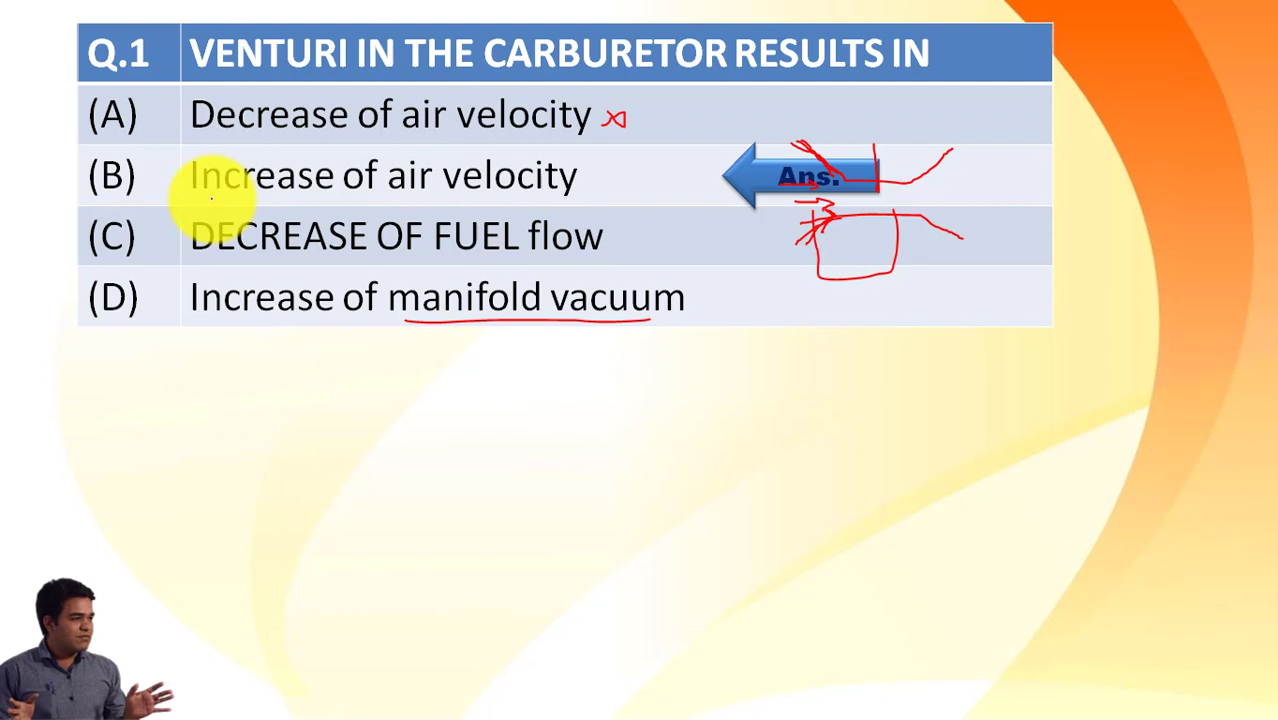 Q.1 VENTURI IN THE CARBURETOR RESULTS IN
(A) Decrease of air velocity
(B) Increase of air velocity Ans.
(C) DECREASE OF FUEL flow
(D) Increase of manifold vacuum